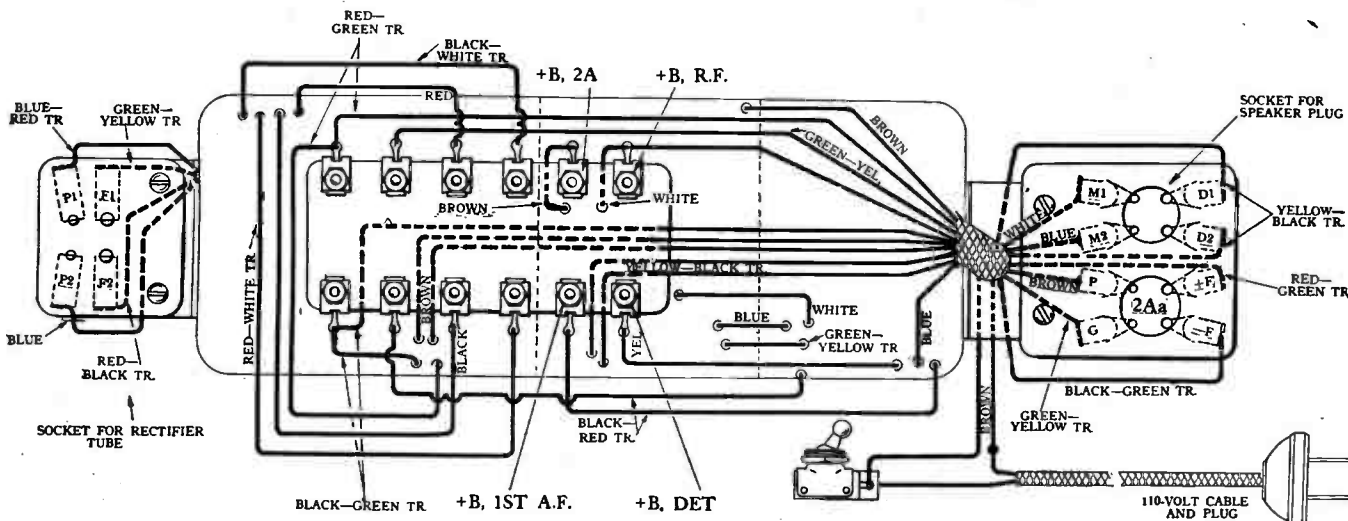 RED—
GREEN TR
BLACK—
WHITE TR
+B, 2A
+B, R.F.
RED
BLUE—
RED TR
GREEN—
YELLOW TR
SOCKET FOR
SPEAKER PLUG
BROWN
GREEN—YEL.
P1
F1
M1
D1
WHITE
BROWN
WHITE
YELLOW—
BLACK TR.
BLUE
M2
D2
YELLOW—BLACK TR.
P2
F2
BROWN
P
±F
RED—
GREEN TR
2Aa
RED—WHITE TR
BROWN
BLACK
YEL
BLUE
WHITE
GREEN—
YELLOW TR
BLUE
G
BLUE
RED—
BLACK TR.
BLACK—GREEN TR.
BROWN
GREEN—
YELLOW TR
SOCKET FOR RECTIFIER
TUBE
BLACK—
RED TR.
BLACK—GREEN TR
+B, 1ST A.F.
+B, DET
110-VOLT CABLE
AND PLUG